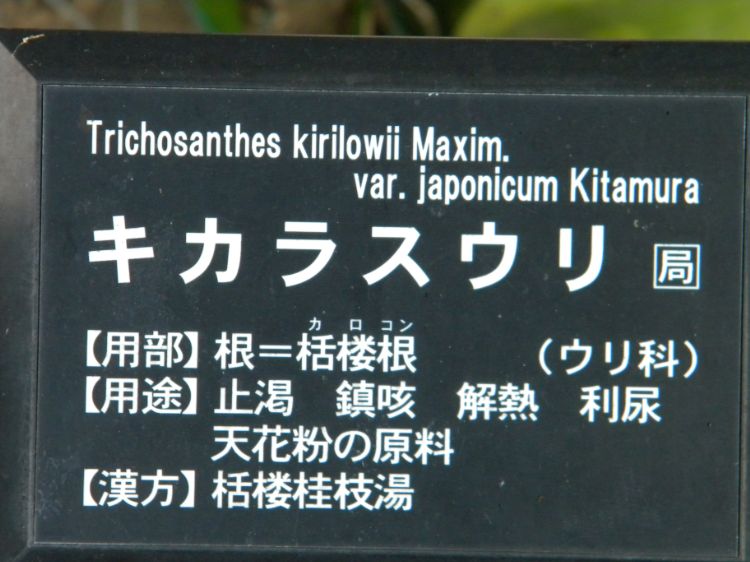 Trichosanthes kirilowii Maxim.
var. japonicum Kitamura
キカラスウリ 局
カロコン
【用部】根=栝楼根 (ウリ科)
【用途】止渇 鎮咳 解熱 利尿
天花粉の原料
【漢方】栝楼桂枝湯